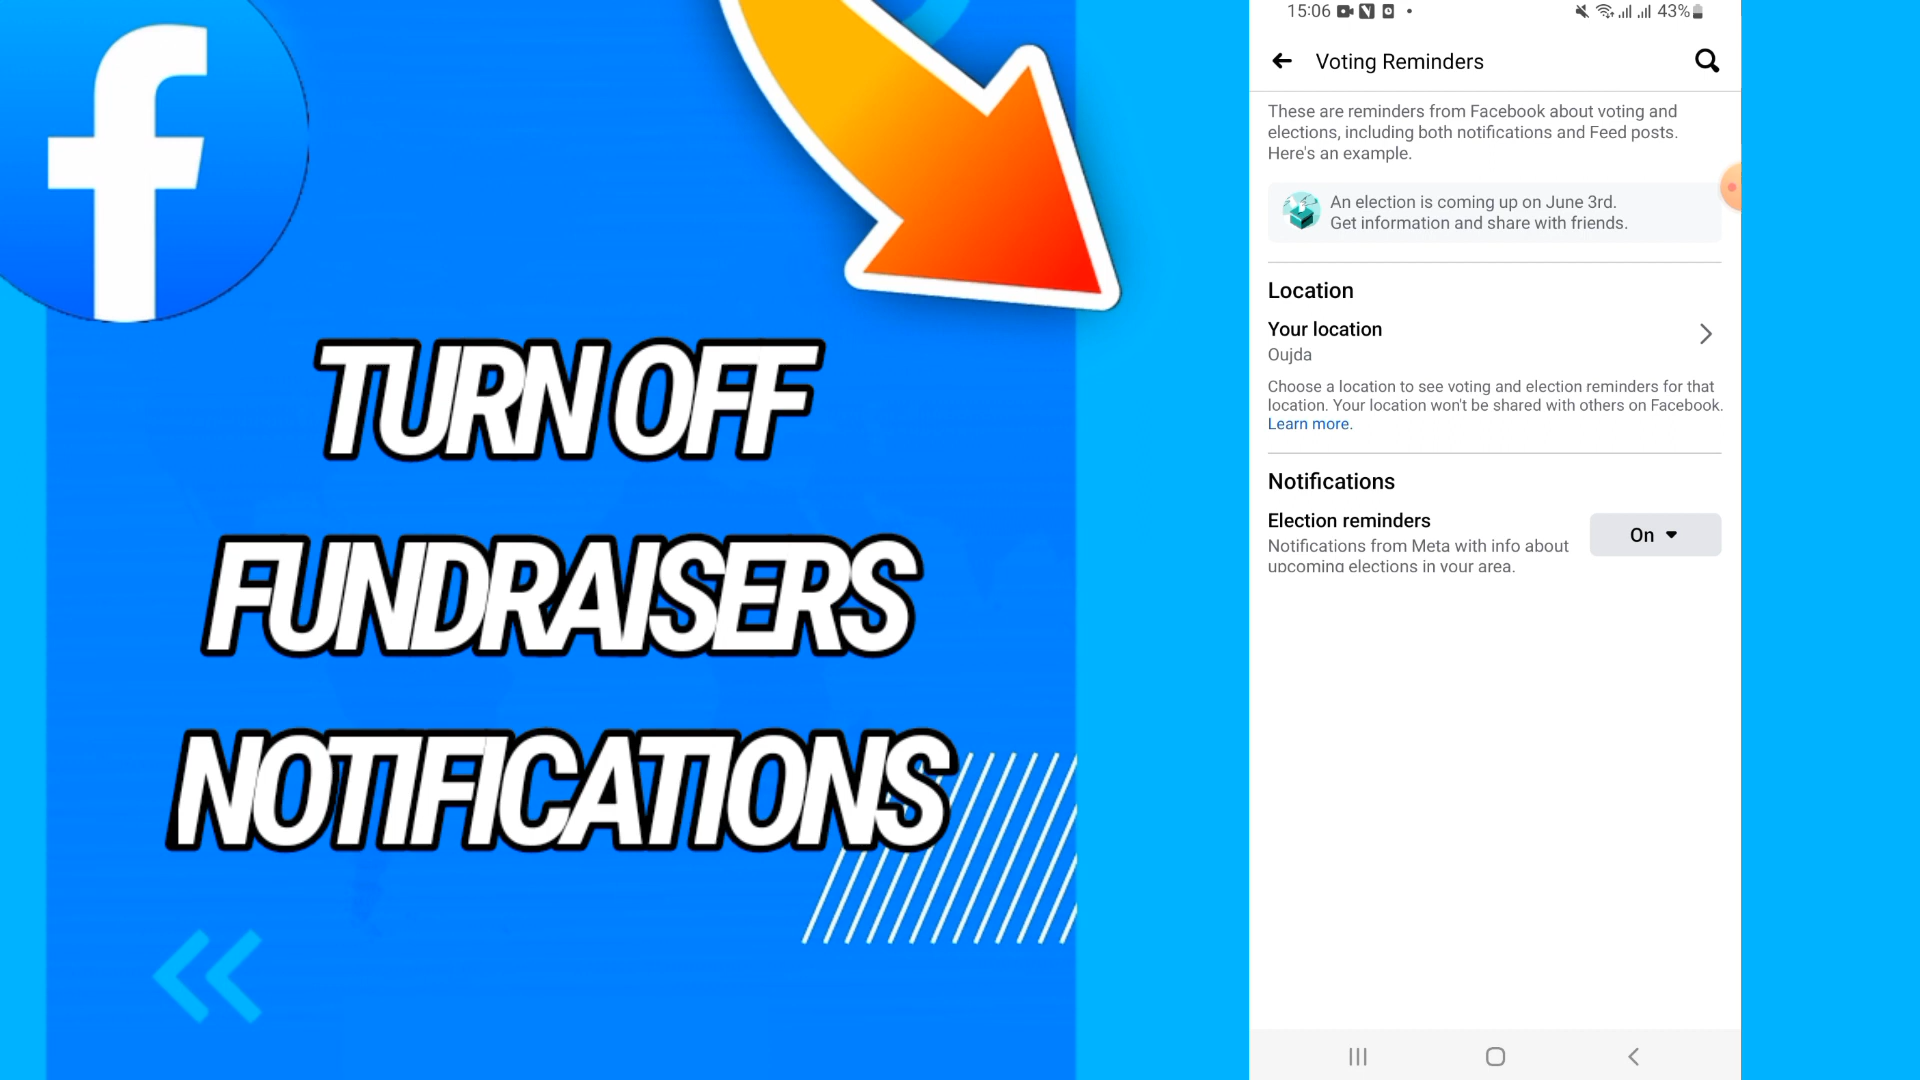 TURN OFF
FUNDRAISERS
NOTIFICATIONS
15:06
43%
Voting Reminders
These are reminders from Facebook about voting and
elections, including both notifications and Feed posts.
Here's an example.
An election is coming up on June 3rd.
Get information and share with friends.
Location
Your location
Oujda
Choose a location to see voting and election reminders for that
location. Your location won't be shared with others on Facebook.
Learn more.
Notifications
Election reminders
On
Notifications from Meta with info about
upcoming elections in your area.